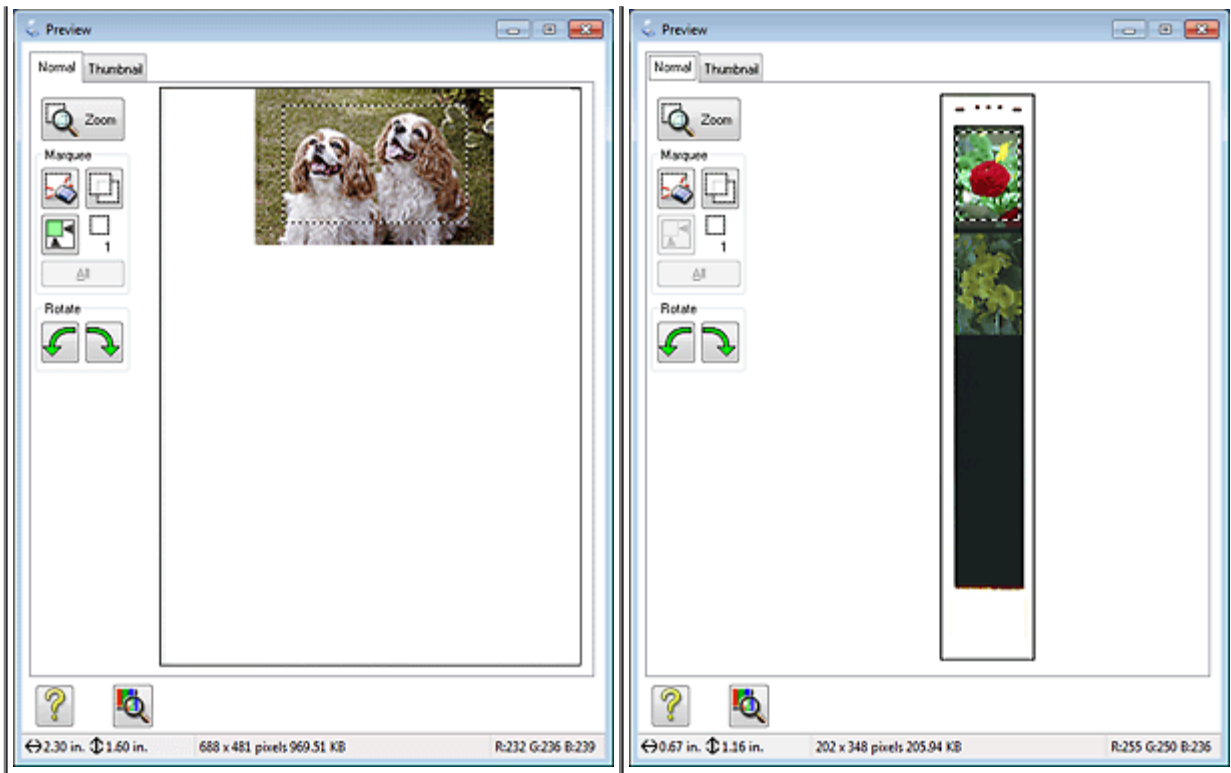 Preview
Normal Thumbnail
Zoom
Marquee
1
All
Rotate
2.30 in. 1.60 in. 688 x 481 pixels 969.51 KB R:232 G:236 B:239
Preview
Normal Thumbnail
Zoom
Marquee
1
All
Rotate
0.67 in. 1.16 in. 202 x 348 pixels 205.94 KB R:255 G:250 B:236